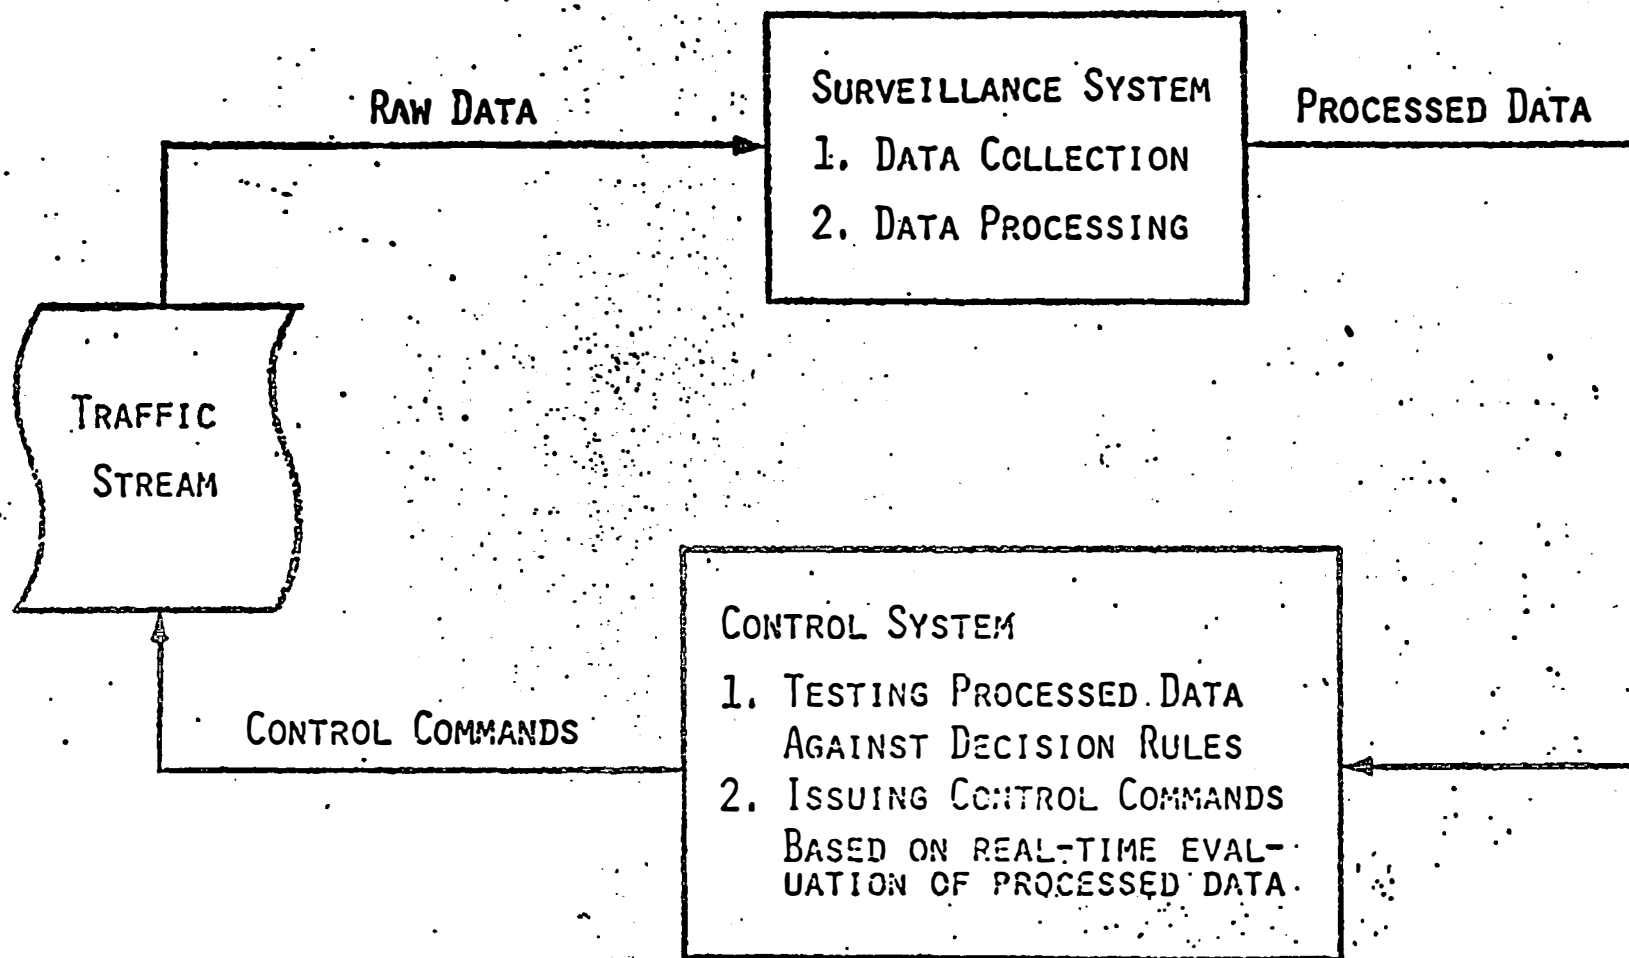 RAW DATA
SURVEILLANCE SYSTEM
1. DATA COLLECTION
2. DATA PROCESSING
PROCESSED DATA
TRAFFIC
STREAM
CONTROL SYSTEM
1. TESTING PROCESSED DATA
AGAINST DECISION RULES
2. ISSUING CONTROL COMMANDS
BASED ON REAL-TIME EVAL-
UATION OF PROCESSED DATA
CONTROL COMMANDS